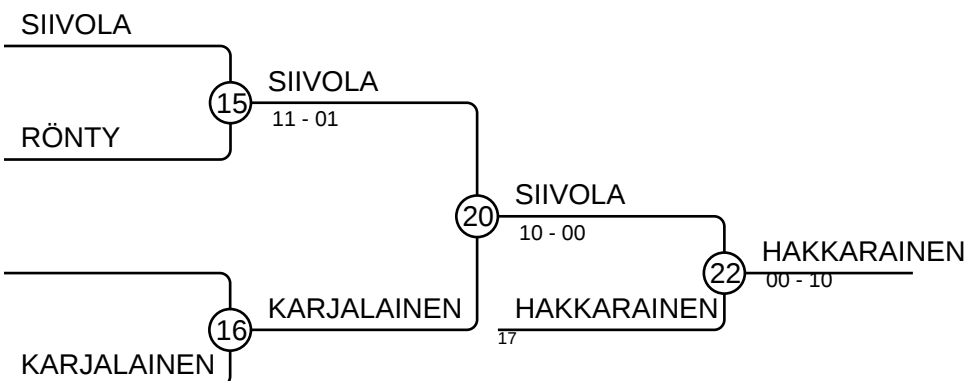 SIIVOLA
15
SIIVOLA
11 - 01
RÖNTY
20
SIIVOLA
10 - 00
22
HAKKARAINEN
00 - 10
16
KARJALAINEN
HAKKARAINEN
17
KARJALAINEN